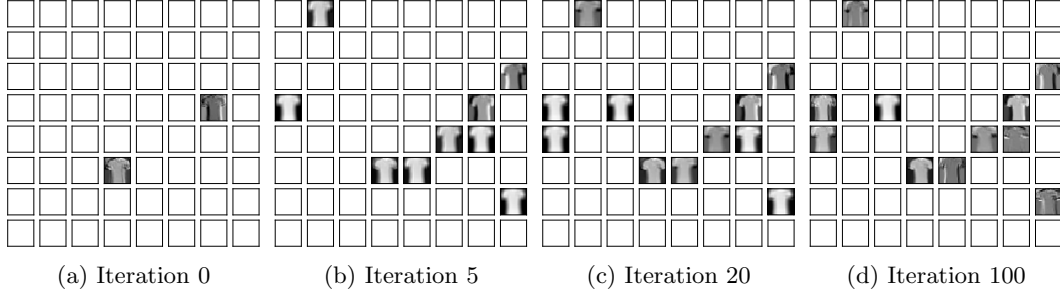 (a) Iteration 0
(b) Iteration 5
(c) Iteration 20
(d) Iteration 100